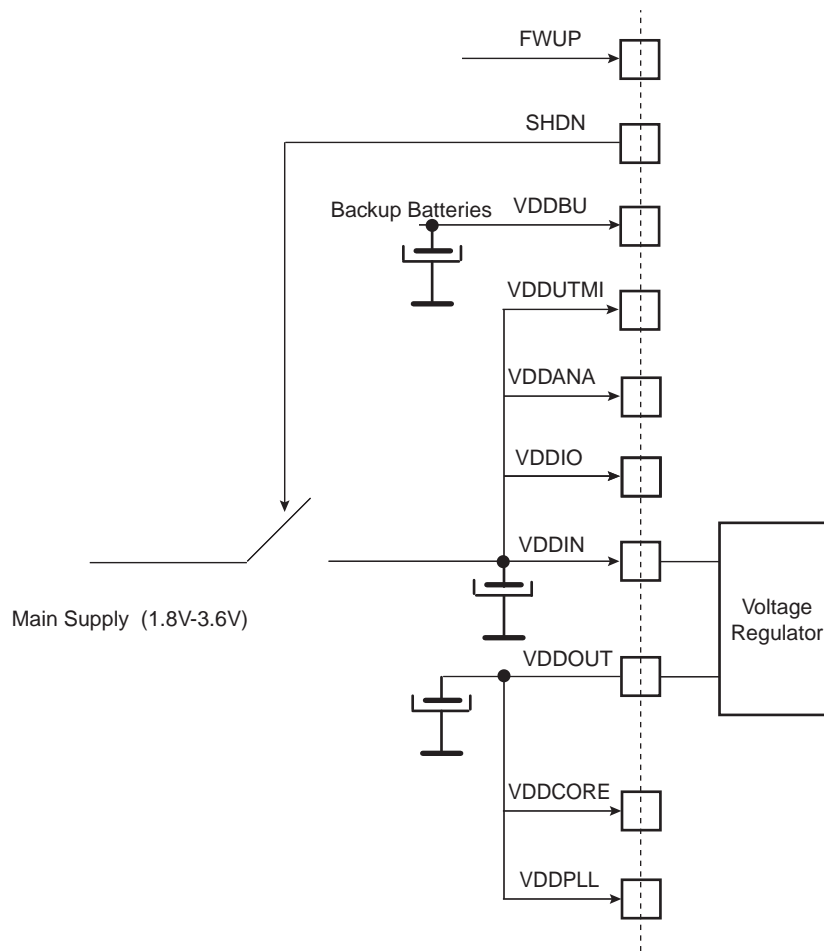 FWUP
SHDN
Backup Batteries
VDDBU
VDDUTMI
VDDANA
VDDIO
VDDIN
Main Supply (1.8V-3.6V)
Voltage
Regulator
VDDOUT
VDDCORE
VDDPLL